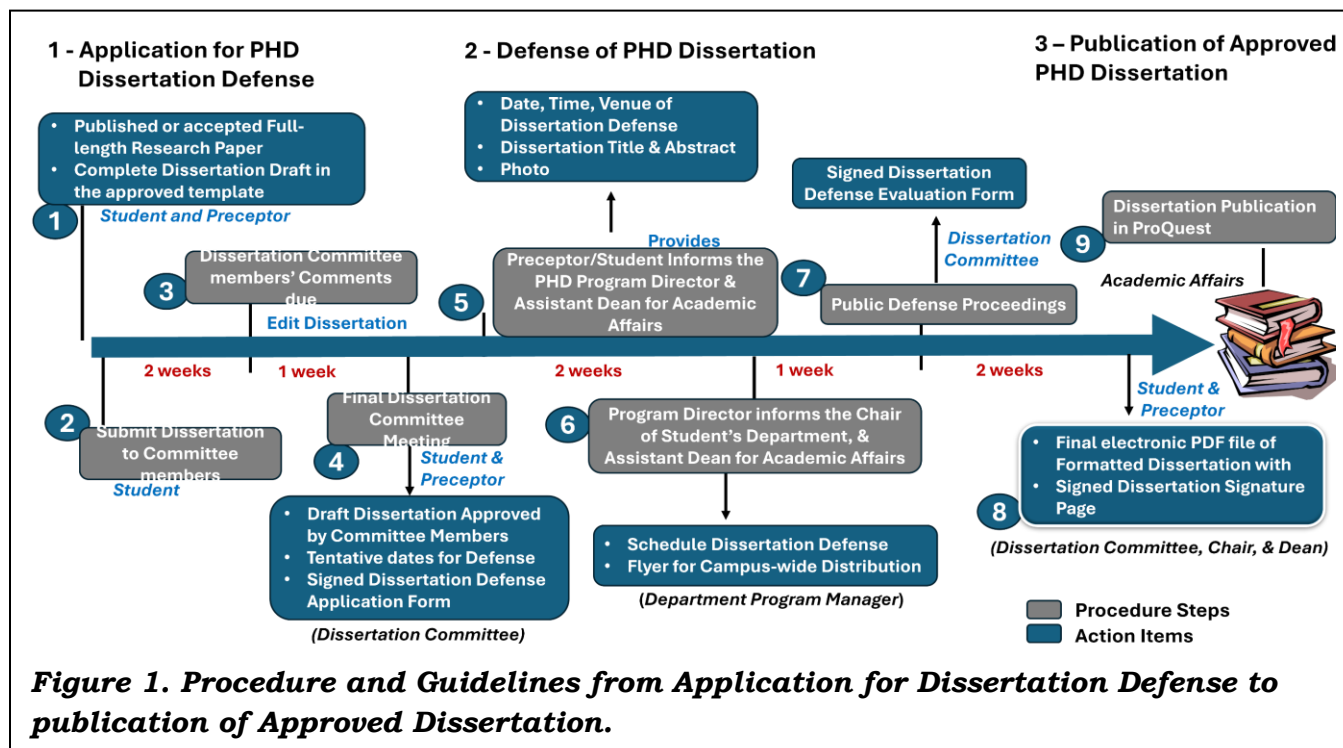 1 - Application for PHD
Dissertation Defense
2 - Defense of PHD Dissertation
3 – Publication of Approved
PHD Dissertation
• Published or accepted Full-
length Research Paper
• Complete Dissertation Draft in
the approved template
1
Student and Preceptor
3
Dissertation Committee
members’ Comments
due
Edit Dissertation
• Date, Time, Venue of
Dissertation Defense
• Dissertation Title & Abstract
• Photo
Provides
5
Preceptor/Student Informs the
PHD Program Director &
Assistant Dean for Academic
Affairs
Signed Dissertation
Defense Evaluation Form
Dissertation
Committee
7
Public Defense Proceedings
9
Dissertation Publication
in ProQuest
Academic Affairs
2 weeks
1 week
2 weeks
1 week
2 weeks
2
Submit Dissertation
to Committee
members
Student
Final Dissertation
Committee
Meeting
4
Student &
Preceptor
• Draft Dissertation Approved
by Committee Members
• Tentative dates for Defense
• Signed Dissertation Defense
Application Form
(Dissertation Committee)
6
Program Director informs the Chair
of Student’s Department, &
Assistant Dean for Academic Affairs
• Schedule Dissertation Defense
• Flyer for Campus-wide Distribution
(Department Program Manager)
Student &
Preceptor
• Final electronic PDF file of
Formatted Dissertation with
• Signed Dissertation Signature
Page
8
(Dissertation Committee, Chair, & Dean)
Procedure Steps
Action Items
Figure 1. Procedure and Guidelines from Application for Dissertation Defense to
publication of Approved Dissertation.